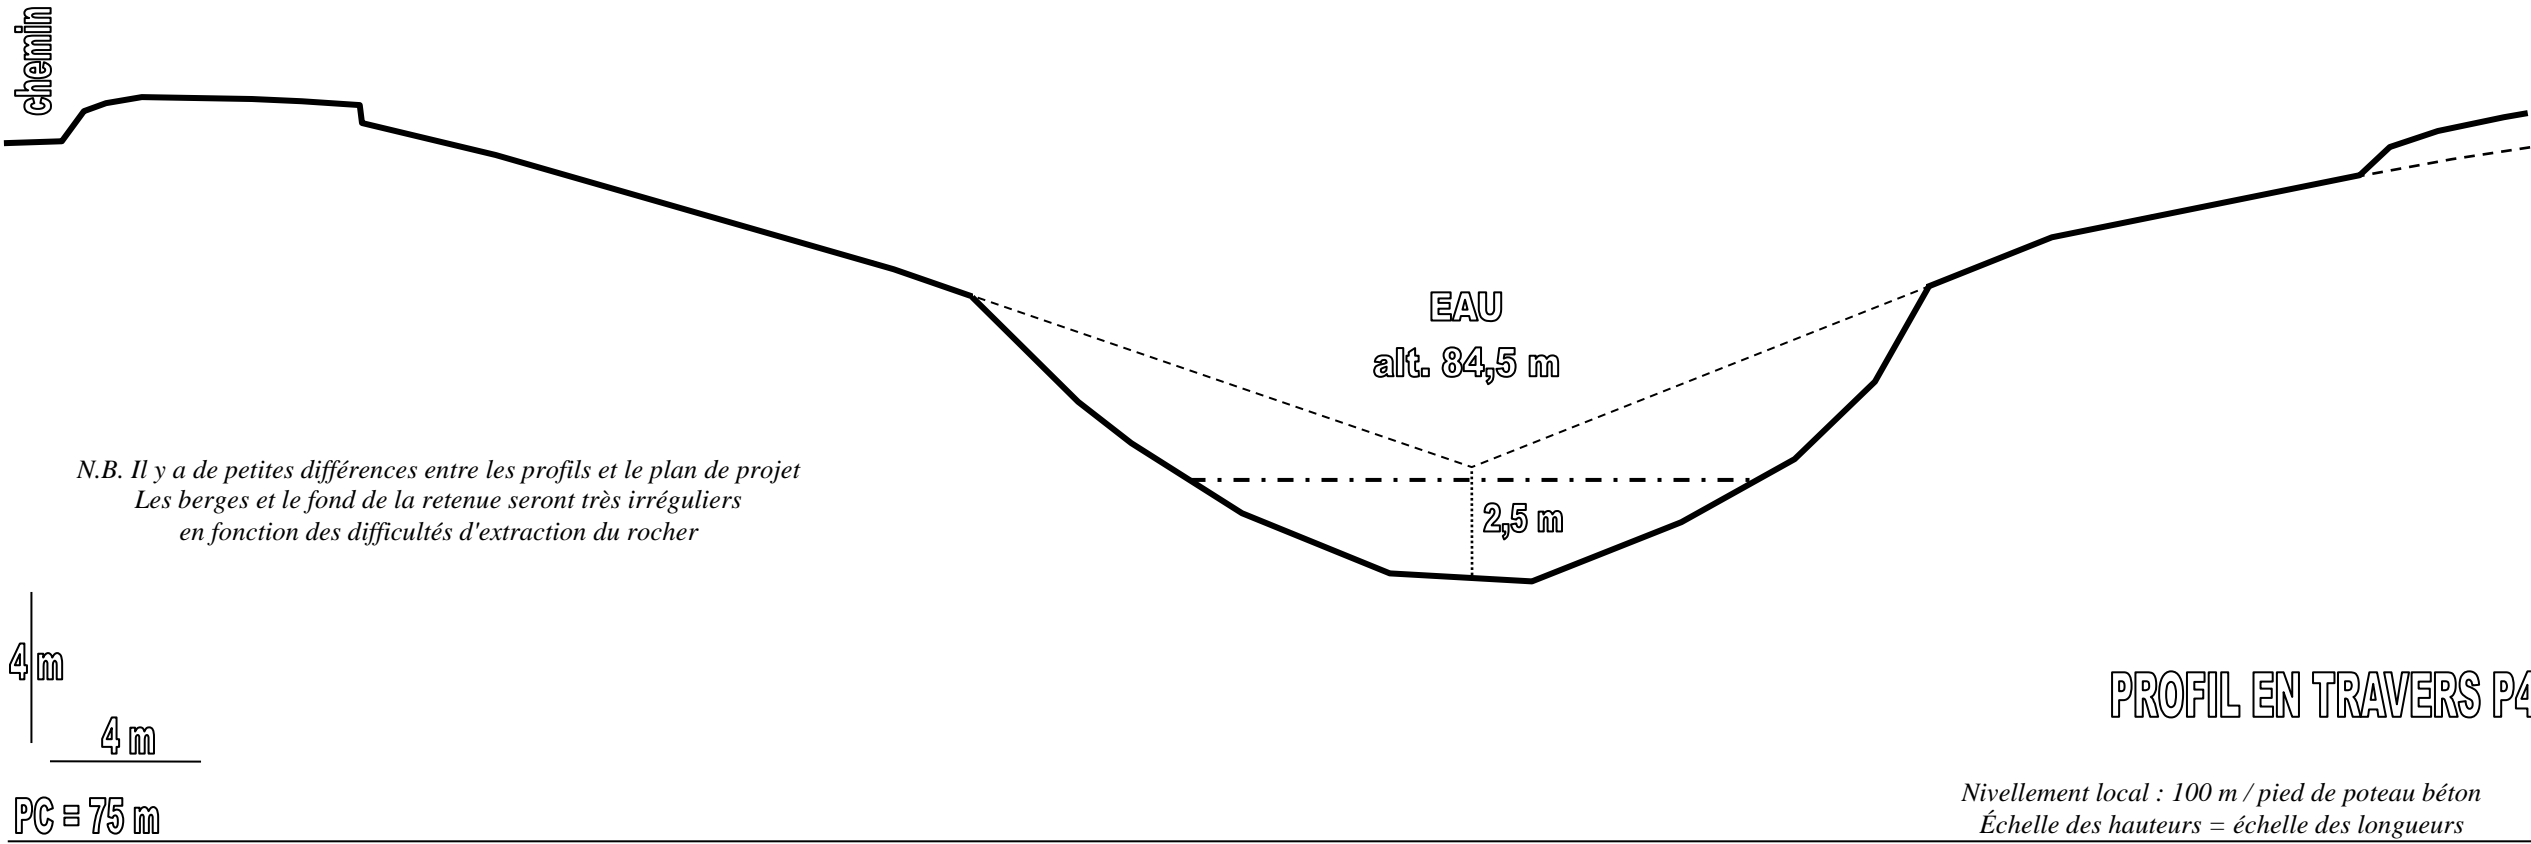 chemin
EAU
alt. 84,5 m
N.B. Il y a de petites différences entre les profils et le plan de projet
Les berges et le fond de la retenue seront très irréguliers
en fonction des difficultés d'extraction du rocher
2,5 m
4 m
4 m
PROFIL EN TRAVERS P4
PC = 75 m
Nivellement local : 100 m / pied de poteau béton
Échelle des hauteurs = échelle des longueurs